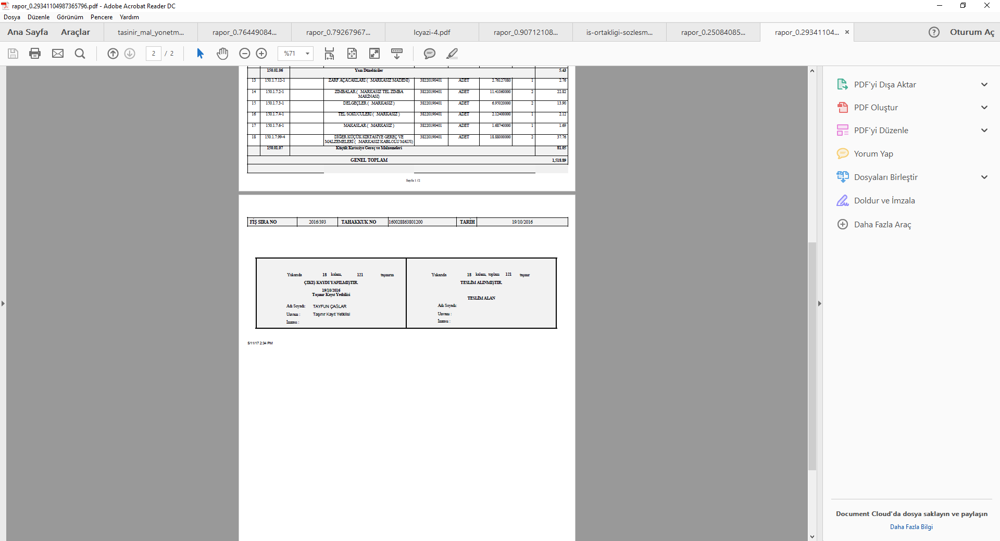 rapor_0.29341104987365796.pdf - Adobe Acrobat Reader DC
Dosya Düzenle Görünüm Pencere Yardım
Ana Sayfa Araçlar tasinir_mal_yonetm... rapor_0.76449084... rapor_0.79267967... Icyazi-4.pdf rapor_0.90712108... is-ortakligi-sozlesm... rapor_0.25084085... rapor_0.29341104... Oturum Aç
2 / 2 %71
150.01.06 Yazı Düzelticiler 5.43
13 150.1.7.12-1 ZARF AÇACAKLARI ( .MARKASIZ MADENİ) 38220190401 ADET 2.76127080 1 2.76
14 150.1.7.2-1 ZIMBALAR ( .MARKASIZ TEL ZIMBA MAKİNASI) 38220190401 ADET 11.41060000 2 22.82
15 150.1.7.3-1 DELGEÇLER ( .MARKASIZ ) 38220190401 ADET 6.95020000 2 13.90
16 150.1.7.4-1 TEL SÖKÜCÜLERİ ( .MARKASIZ ) 38220190401 ADET 2.12400000 1 2.12
17 150.1.7.6-1 MAKASLAR ( .MARKASIZ ) 38220190401 ADET 1.68740000 1 1.69
18 150.1.7.99-4 DİĞER KÜÇÜK KIRTASİYE GEREÇ VE MALZEMELERİ ( .MARKASIZ KABLOLU MAUS) 38220190401 ADET 18.88000000 2 37.76
150.01.07 Küçük Kırtasiye Gereç ve Malzemeleri 81.05
GENEL TOPLAM 1,518.89
Sayfa 1 /2
FİŞ SIRA NO 2016/393 TAHAKKUK NO 160028863801200 TARİH 19/10/2016
Yukarıda 18 kalem, 121 taşınırın
ÇIKIŞ KAYDI YAPILMIŞTIR.
19/10/2016
Taşınır Kayıt Yetkilisi
Adı Soyadı: TAYFUN ÇAĞLAR
Unvanı : Taşınır Kayıt Yetkilisi
İmzası :
Yukarıda 18 kalem, toplam 121 taşınır
TESLİM ALINMIŞTIR.
TESLİM ALAN
Adı Soyadı:
Unvanı :
İmzası :
5/11/17 2:34 PM
PDF'yi Dışa Aktar
PDF Oluştur
PDF'yi Düzenle
Yorum Yap
Dosyaları Birleştir
Doldur ve İmzala
Daha Fazla Araç
Document Cloud'da dosya saklayın ve paylaşın
Daha Fazla Bilgi